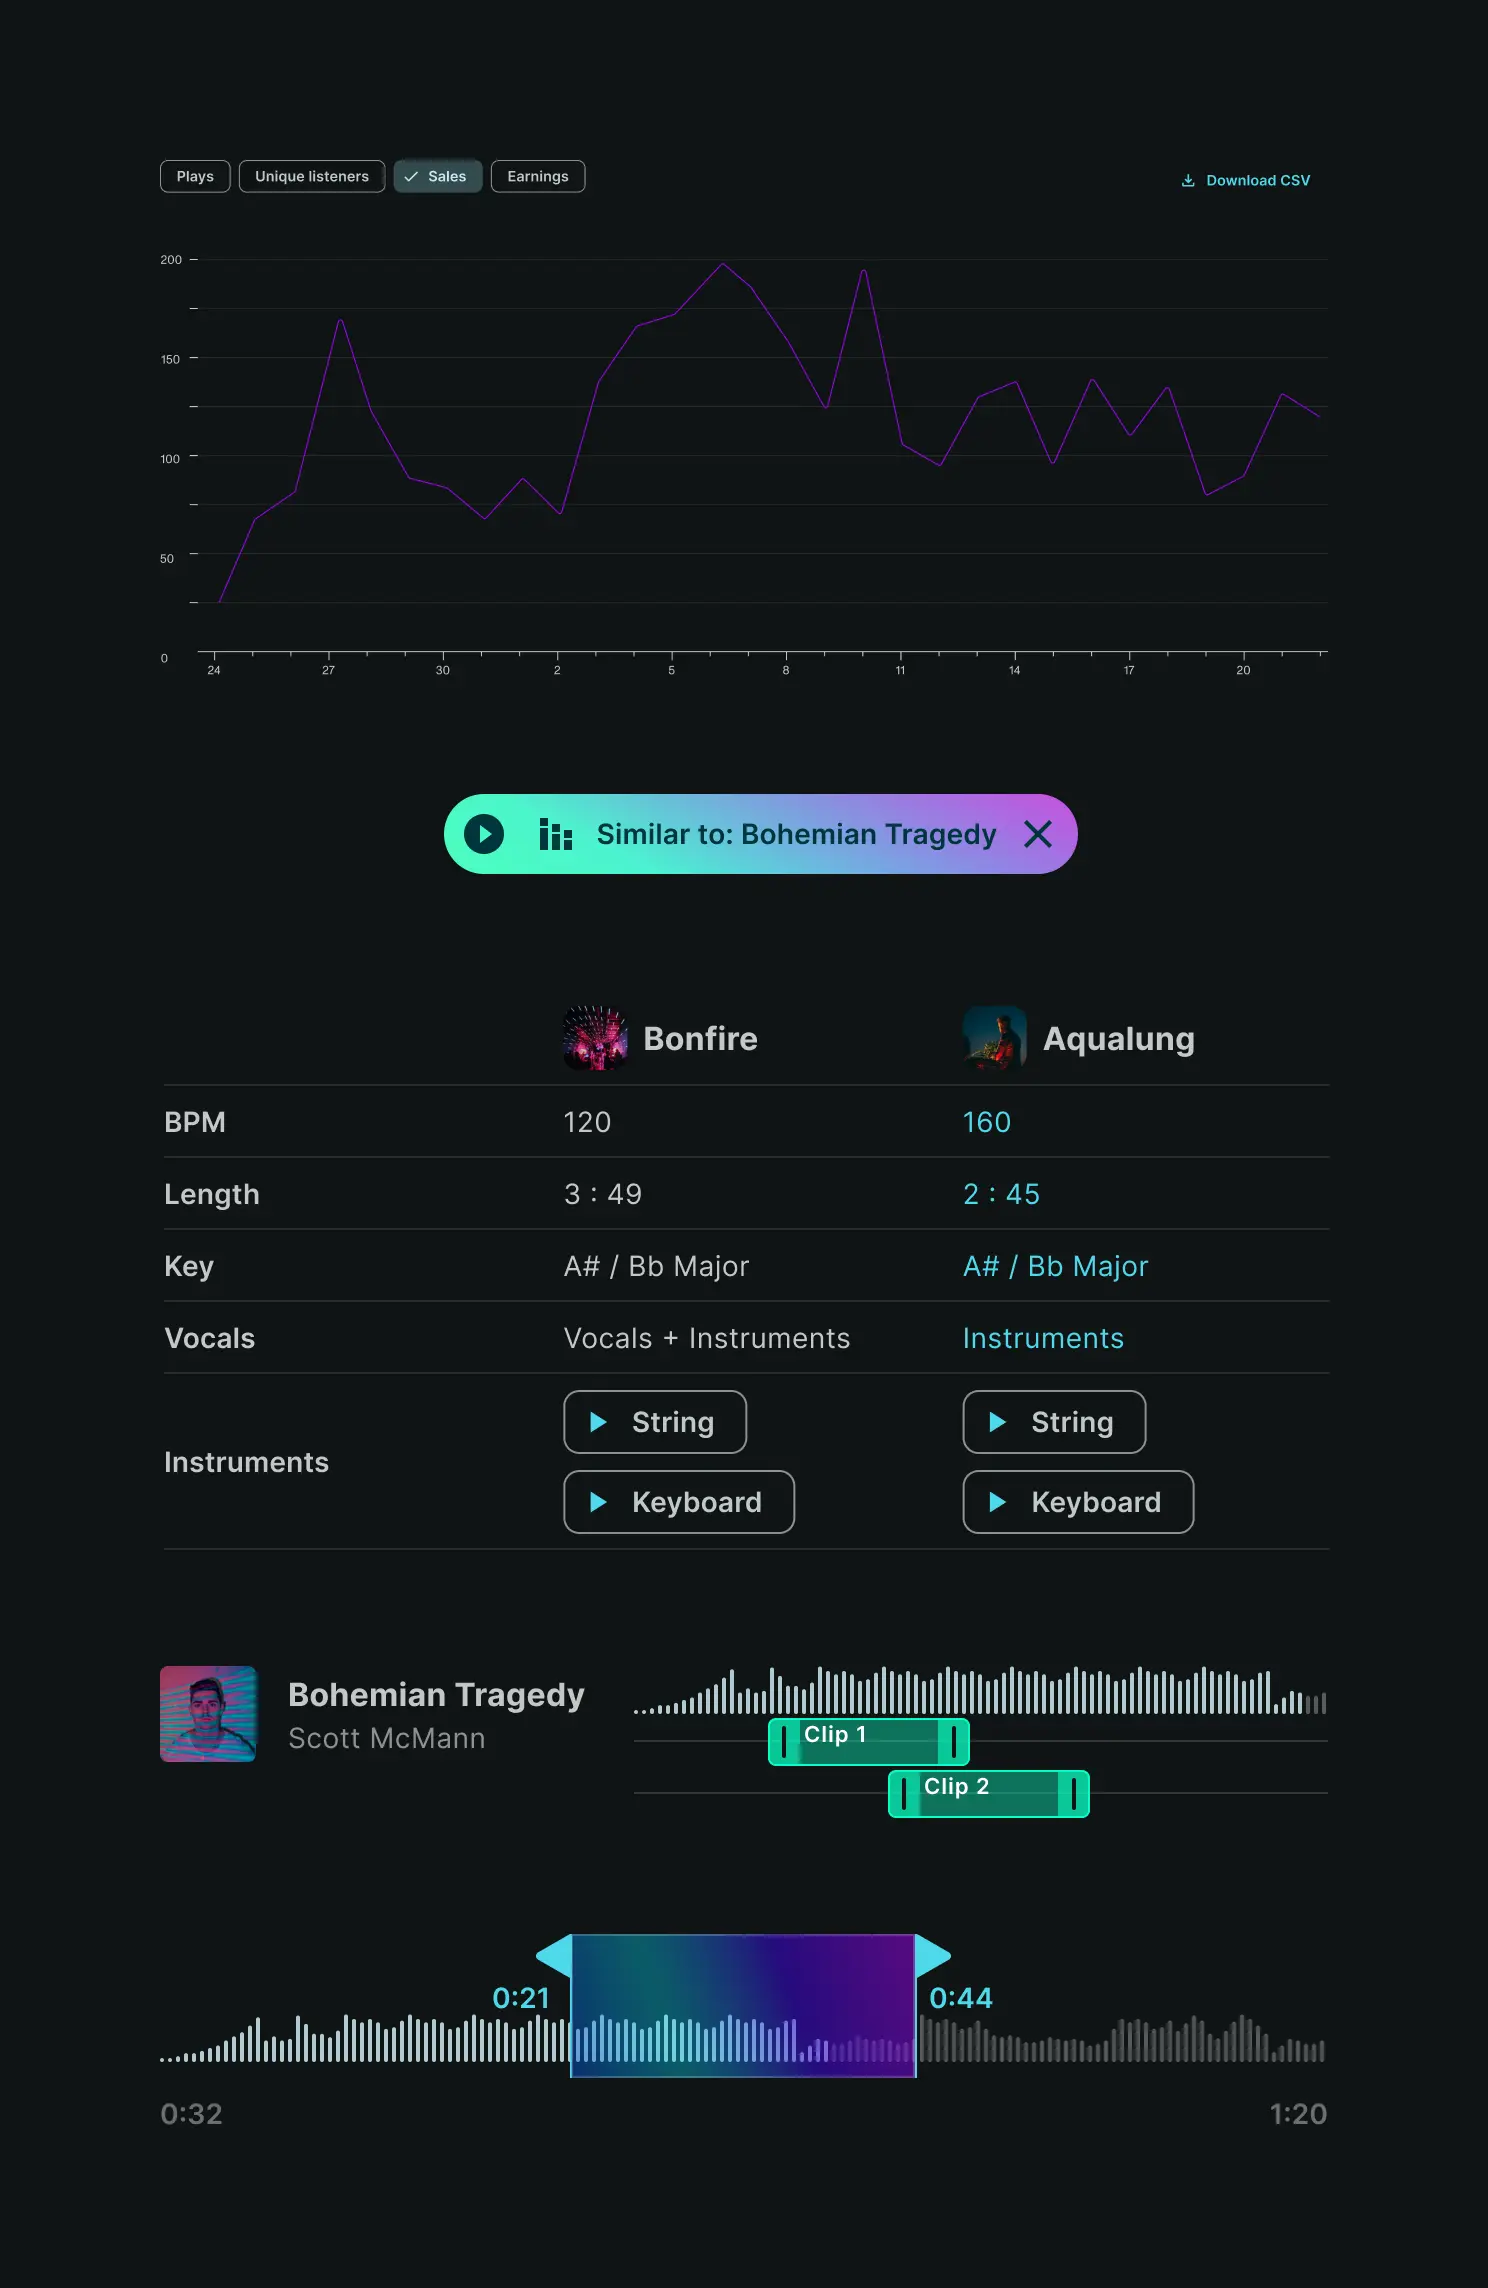 Plays Unique listeners Sales Earnings Download CSV
200
150
100
50
0
24 27 30 2 5 8 11 14 17 20
Similar to: Bohemian Tragedy
Bonfire Aqualung
BPM 120 160
Length 3 : 49 2 : 45
Key A# / Bb Major A# / Bb Major
Vocals Vocals + Instruments Instruments
String String
Instruments
Keyboard Keyboard
Bohemian Tragedy
Scott McMann
Clip 1
Clip 2
0:21 0:44
0:32 1:20